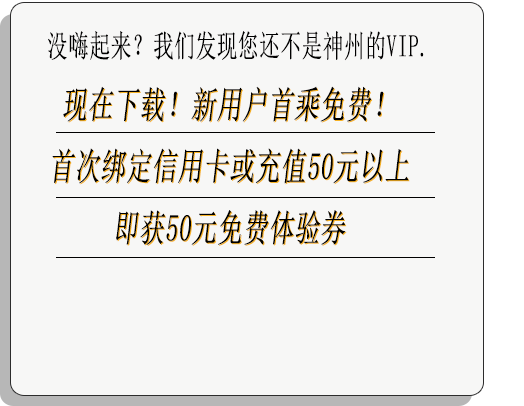 没嗨起来？我们发现您还不是神州的VIP.
现在下载！新用户首乘免费！
首次绑定信用卡或充值50元以上
即获50元免费体验券